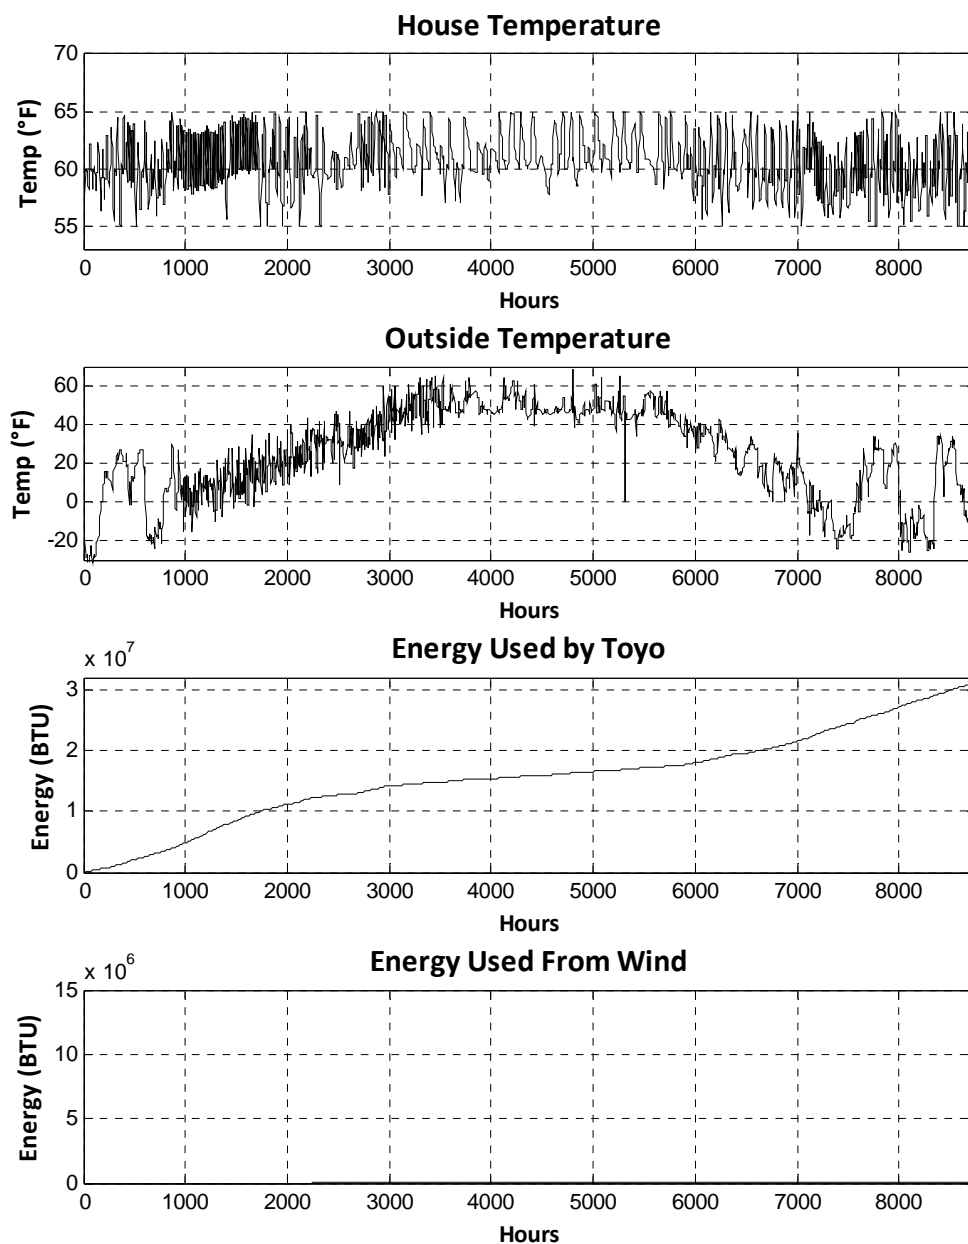 House Temperature
70
65
60
55
Temp (°F)
0 1000 2000 3000 4000 5000 6000 7000 8000
Hours
Outside Temperature
60
40
20
0
-20
Temp (°F)
0 1000 2000 3000 4000 5000 6000 7000 8000
Hours
Energy Used by Toyo
x 10^7
3
2
1
0
Energy (BTU)
0 1000 2000 3000 4000 5000 6000 7000 8000
Hours
Energy Used From Wind
x 10^6
15
10
5
0
Energy (BTU)
0 1000 2000 3000 4000 5000 6000 7000 8000
Hours